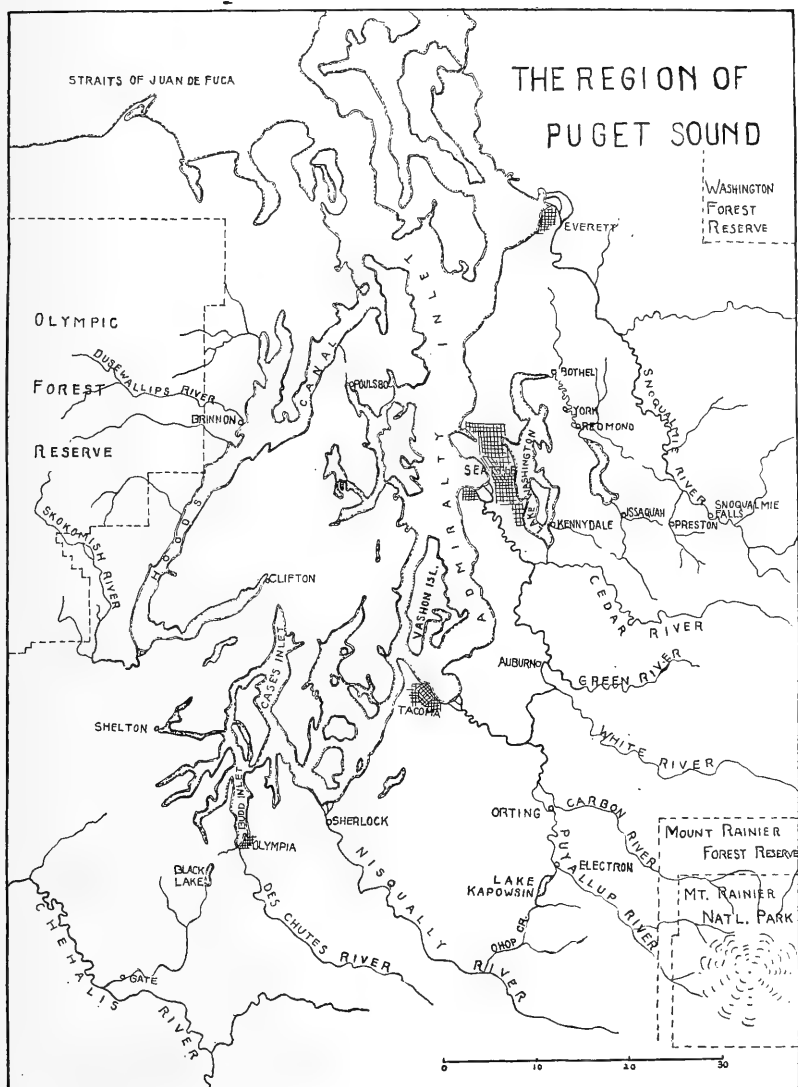 THE REGION OF
PUGET SOUND
STRAITS OF JUAN DE FUCA
WASHINGTON
FOREST
RESERVE
EVERETT
OLYMPIC
FOREST
RESERVE
DUSEWALLIPS RIVER
BRINNON
HOODS CANAL
POULSBO
ADMIRALTY INLET
BOTHEL
YORK
REDMOND
SNOQUALMIE RIVER
SEATTLE
LAKE WASHINGTON
KENNYDALE
ISSAQUAH
PRESTON
SNOQUALMIE
FALLS
SKOKOMISH RIVER
CLIFTON
VASHON ISL.
CEDAR RIVER
AUBURN
GREEN RIVER
CASE'S INLET
TACOMA
SHELTON
WHITE RIVER
BUDD INLET
SHERLOCK
ORTING
CARBON RIVER
MOUNT RAINIER
FOREST RESERVE
OLYMPIA
BLACK
LAKE
NISQUALLY RIVER
ELECTRON
LAKE
KAPOWSIN
PUYALLUP RIVER
MT. RAINIER
NAT'L. PARK
DES CHUTES RIVER
OHOP CR.
CHEHALIS RIVER
GATE
0 10 20 30